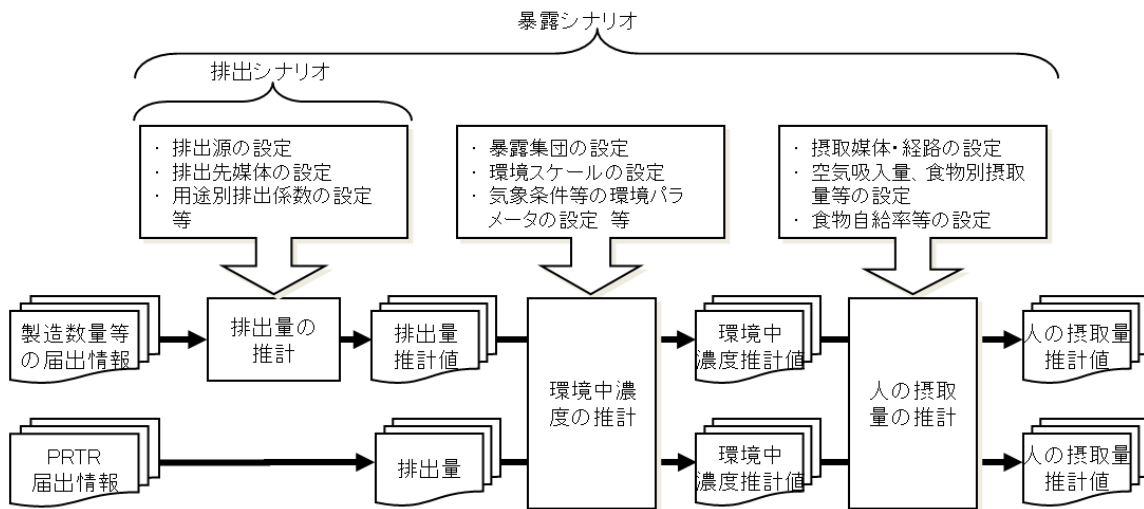 暴露シナリオ
排出シナリオ
・ 排出源の設定
・ 排出先媒体の設定
・ 用途別排出係数の設定
等
・ 暴露集団の設定
・ 環境スケールの設定
・ 気象条件等の環境パラ
メータの設定 等
・ 摂取媒体・経路の設定
・ 空気吸入量、食物別摂取
量等の設定
・ 食物自給率等の設定
製造数量等
の届出情報
排出量の
推計
排出量
推計値
環境中濃
度の推計
環境中
濃度推計値
人の摂取
量の推計
人の摂取量
推計値
PRTR
届出情報
排出量
環境中
濃度推計値
人の摂取量
推計値